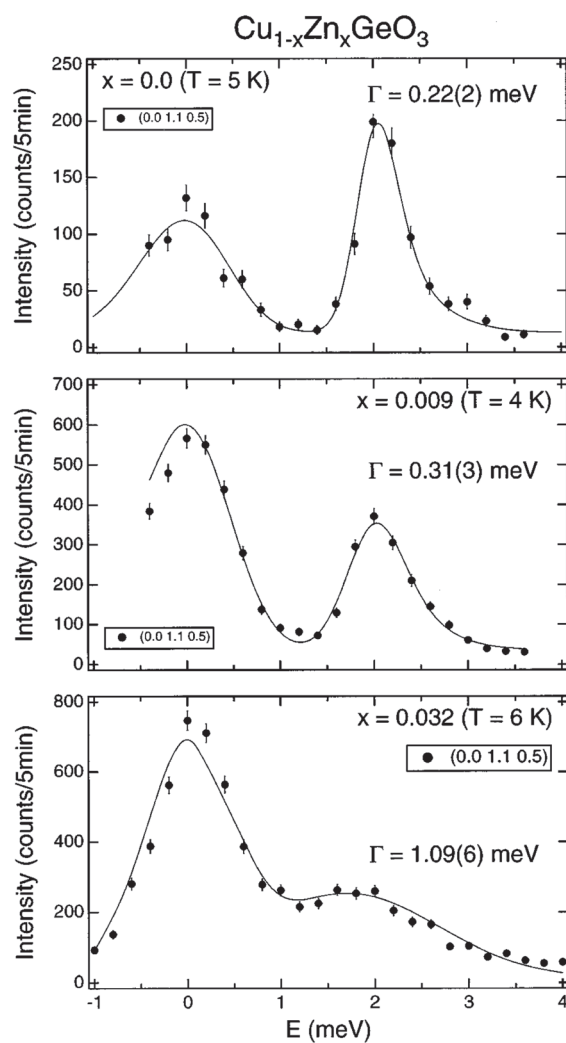 Cu1-xZnxGeO3
x = 0.0 (T = 5 K)
Γ = 0.22(2) meV
(0.0 1.1 0.5)
Intensity (counts/5min)
250
200
150
100
50
0
x = 0.009 (T = 4 K)
Γ = 0.31(3) meV
(0.0 1.1 0.5)
Intensity (counts/5min)
700
600
500
400
300
200
100
0
x = 0.032 (T = 6 K)
(0.0 1.1 0.5)
Γ = 1.09(6) meV
Intensity (counts/5min)
800
600
400
200
0
-1 0 1 2 3 4
E (meV)